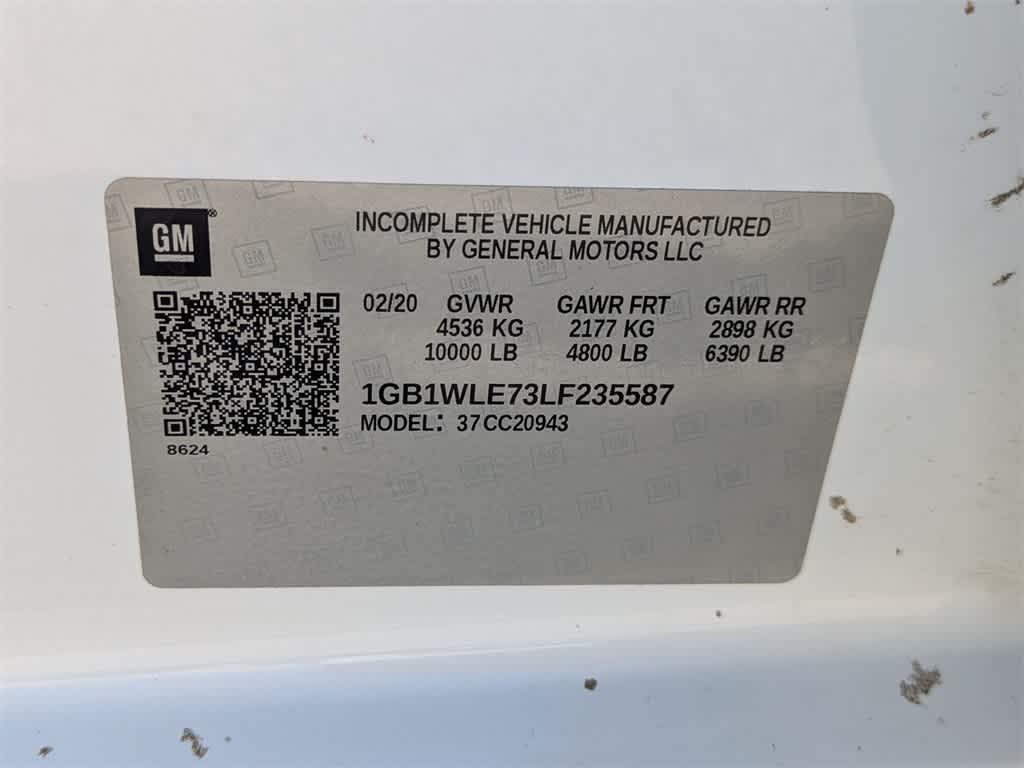 GM®
INCOMPLETE VEHICLE MANUFACTURED
BY GENERAL MOTORS LLC
02/20 GVWR GAWR FRT GAWR RR
4536 KG 2177 KG 2898 KG
10000 LB 4800 LB 6390 LB
1GB1WLE73LF235587
MODEL: 37CC20943
8624